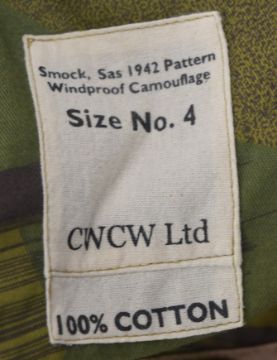 Smock, Sas 1942 Pattern
Windproof Camouflage
Size No. 4
CWCW Ltd
100% COTTON